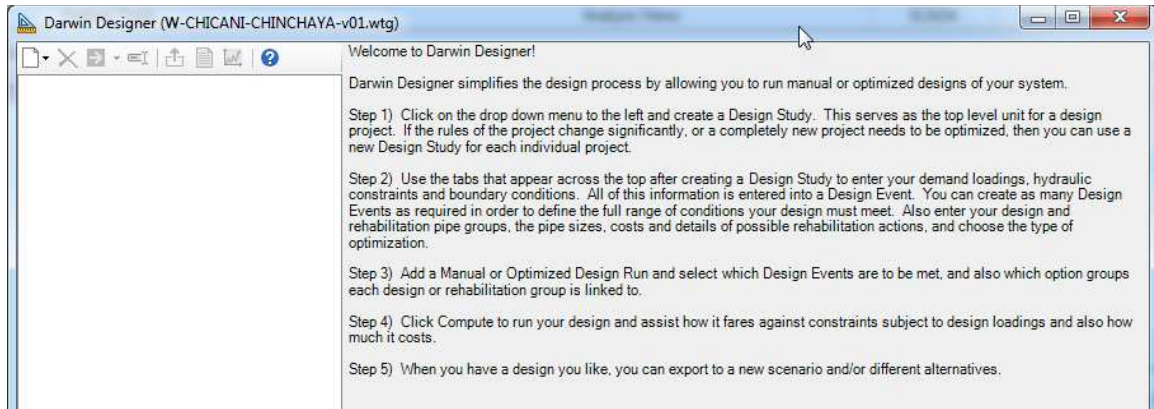 Darwin Designer (W-CHICANI-CHINCHAYA-v01.wtg)
Welcome to Darwin Designer!
Darwin Designer simplifies the design process by allowing you to run manual or optimized designs of your system.
Step 1) Click on the drop down menu to the left and create a Design Study. This serves as the top level unit for a design
project. If the rules of the project change significantly, or a completely new project needs to be optimized, then you can use a
new Design Study for each individual project.
Step 2) Use the tabs that appear across the top after creating a Design Study to enter your demand loadings, hydraulic
constraints and boundary conditions. All of this information is entered into a Design Event. You can create as many Design
Events as required in order to define the full range of conditions your design must meet. Also enter your design and
rehabilitation pipe groups, the pipe sizes, costs and details of possible rehabilitation actions, and choose the type of
optimization.
Step 3) Add a Manual or Optimized Design Run and select which Design Events are to be met, and also which option groups
each design or rehabilitation group is linked to.
Step 4) Click Compute to run your design and assist how it fares against constraints subject to design loadings and also how
much it costs.
Step 5) When you have a design you like, you can export to a new scenario and/or different alternatives.